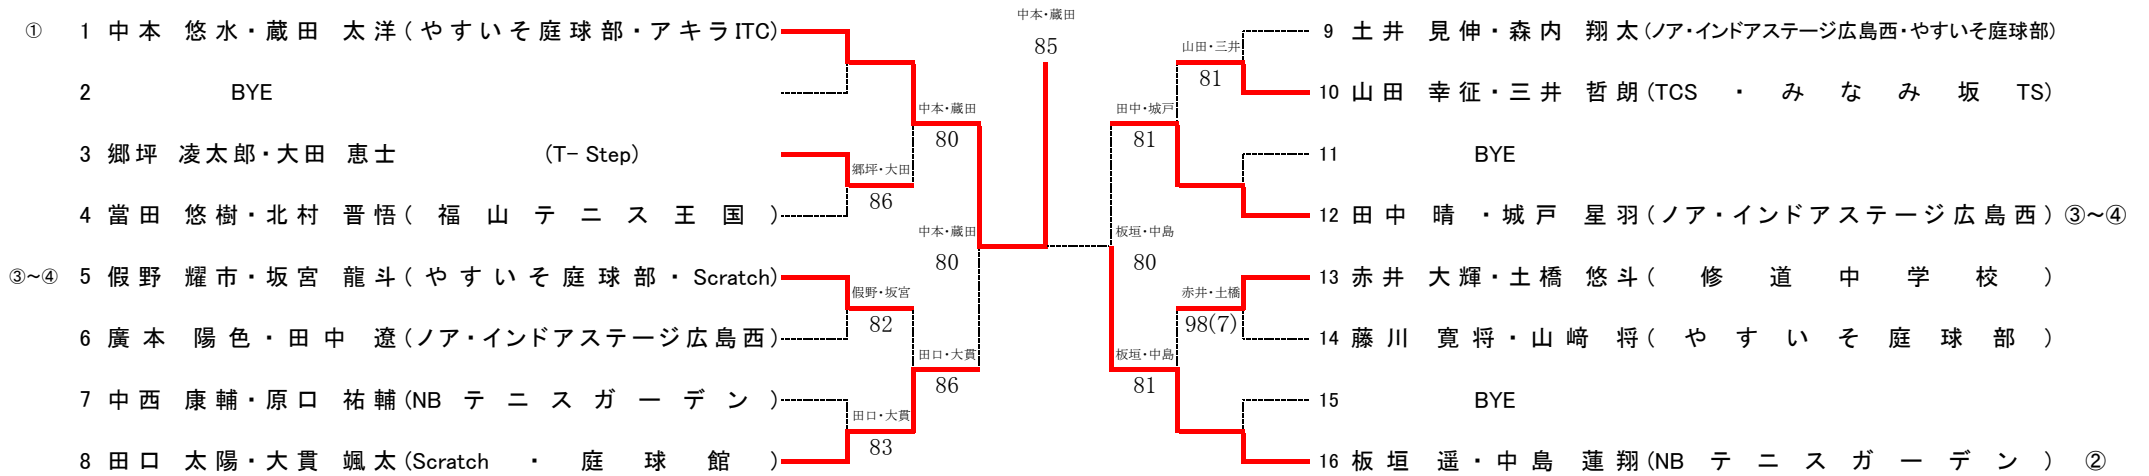 ① 1 中本 悠水・蔵田 太洋(やすいそ庭球部・アキラITC)
2 BYE
3 郷坪 凌太郎・大田 恵士 (T-Step)
4 當田 悠樹・北村 晋悟(福山テニス王国)
③~④ 5 假野 耀市・坂宮 龍斗(やすいそ庭球部・Scratch)
6 廣本 陽色・田中 遼(ノア・インドアステージ広島西)
7 中西 康輔・原口 祐輔(NBテニスガーデン)
8 田口 太陽・大貫 颯太(Scratch・庭球館)
郷坪・大田
86
假野・坂宮
82
田口・大貫
83
中本・蔵田
80
田口・大貫
86
中本・蔵田
80
中本・蔵田
85
板垣・中島
80
田中・城戸
81
板垣・中島
81
山田・三井
81
赤井・土橋
98(7)
9 土井 見伸・森内 翔太(ノア・インドアステージ広島西・やすいそ庭球部)
10 山田 幸征・三井 哲朗(TCS・みなみ坂TS)
11 BYE
12 田中 晴・城戸 星羽(ノア・インドアステージ広島西) ③~④
13 赤井 大輝・土橋 悠斗(修道中学校)
14 藤川 寛将・山﨑 将(やすいそ庭球部)
15 BYE
16 板垣 遥・中島 蓮翔(NBテニスガーデン) ②